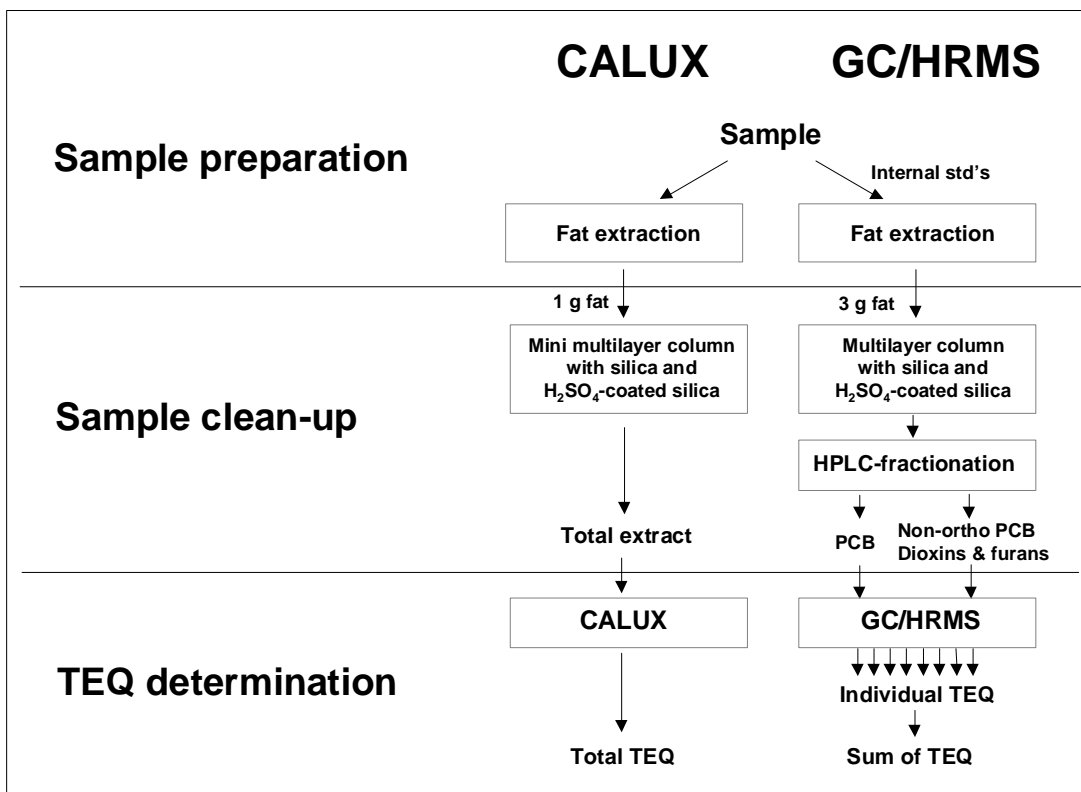 CALUX
GC/HRMS
Sample preparation
Sample
Internal std's
Fat extraction
Fat extraction
Sample clean-up
1 g fat
3 g fat
Mini multilayer column
with silica and
H₂SO₄-coated silica
Multilayer column
with silica and
H₂SO₄-coated silica
HPLC-fractionation
Total extract
PCB
Non-ortho PCB
Dioxins & furans
TEQ determination
CALUX
GC/HRMS
Individual TEQ
Total TEQ
Sum of TEQ